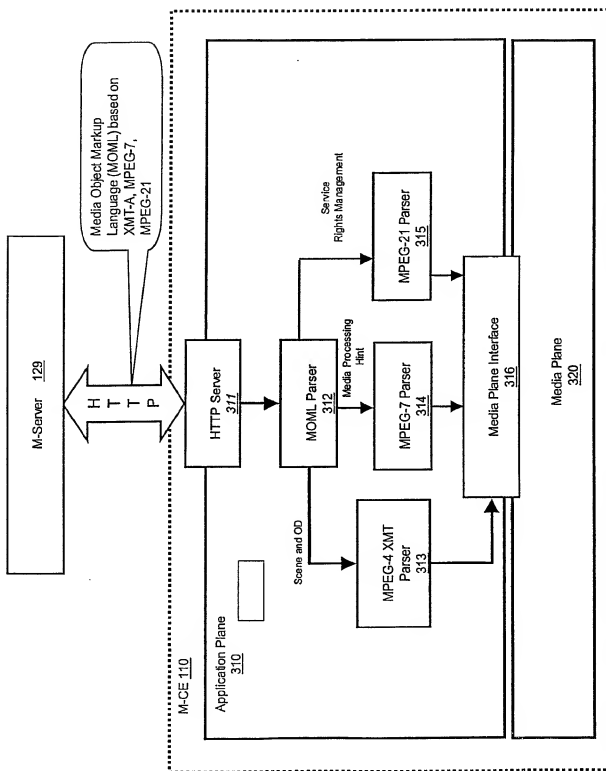 M-Server 129
HTTP
Media Object Markup
Language (MOML) based on
XMT-A, MPEG-7,
MPEG-21
M-CE 110
Application Plane
310
HTTP Server
311
MOML Parser
312
Scene and OD
Media Processing
Hint
Service
Rights Management
MPEG-4 XMT
Parser
313
MPEG-7 Parser
314
MPEG-21 Parser
315
Media Plane Interface
316
Media Plane
320